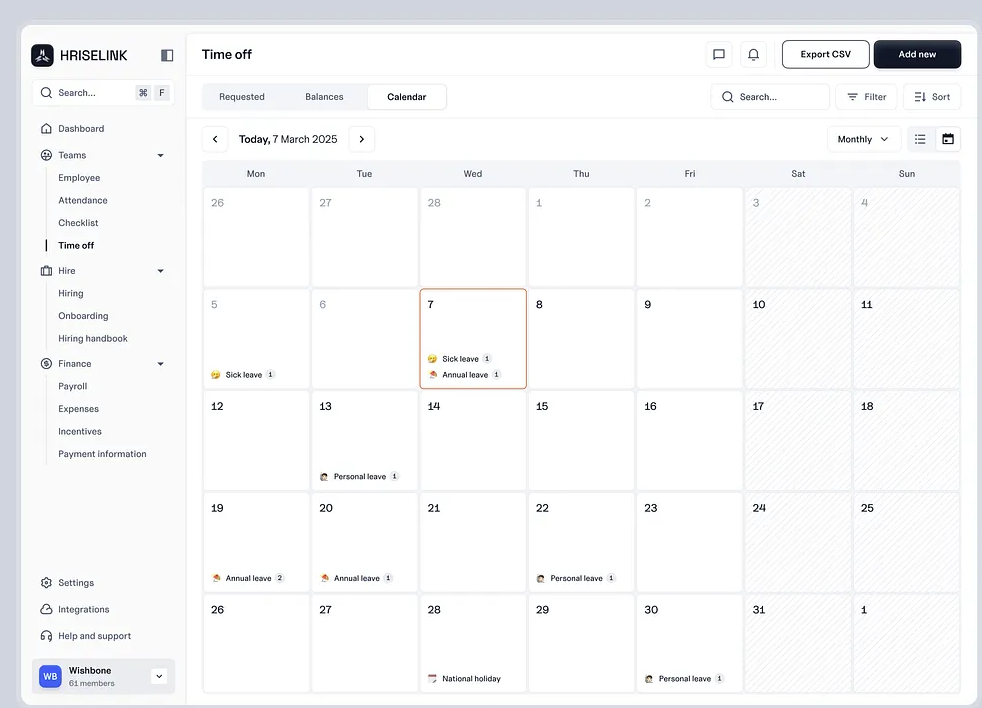 HRISELINK
Search... ⌘ F
Dashboard
Teams
Employee
Attendance
Checklist
Time off
Hire
Hiring
Onboarding
Hiring handbook
Finance
Payroll
Expenses
Incentives
Payment information
Settings
Integrations
Help and support
WB Wishbone
61 members
Time off
Export CSV Add new
Requested Balances Calendar Search... Filter Sort
Today, 7 March 2025 Monthly
Mon Tue Wed Thu Fri Sat Sun
26 27 28 1 2 3 4
5 6 7 8 9 10 11
Sick leave 1
Sick leave 1 Annual leave 1
12 13 14 15 16 17 18
Personal leave 1
19 20 21 22 23 24 25
Annual leave 2 Annual leave 1 Personal leave 1
26 27 28 29 30 31 1
National holiday Personal leave 1